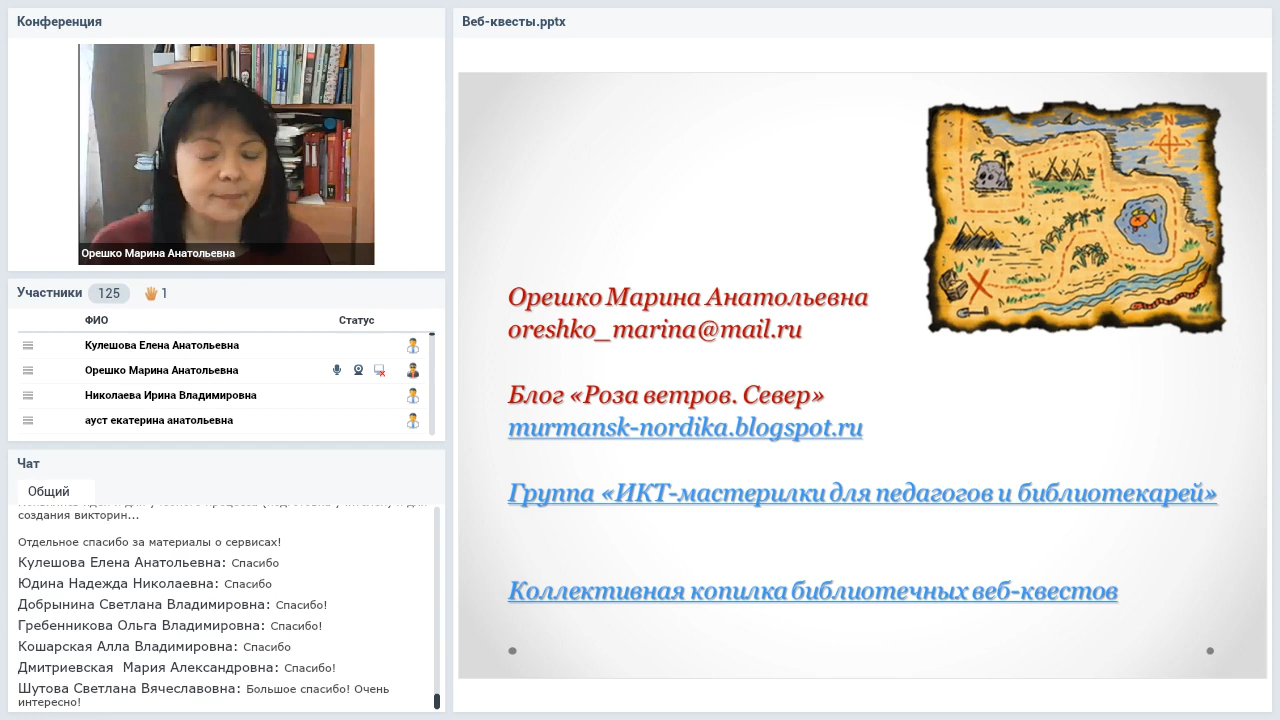 Конференция
Орешко Марина Анатольевна
Участники 125 1
ФИО Статус
Кулешова Елена Анатольевна
Орешко Марина Анатольевна
Николаева Ирина Владимировна
ауст екатерина анатольевна
Чат
Общий
создания викторин...
Отдельное спасибо за материалы о сервисах!
Кулешова Елена Анатольевна: Спасибо
Юдина Надежда Николаевна: Спасибо
Добрынина Светлана Владимировна: Спасибо!
Гребенникова Ольга Владимировна: Спасибо!
Кошарская Алла Владимировна: Спасибо
Дмитриевская Мария Александровна: Спасибо!
Шутова Светлана Вячеславовна: Большое спасибо! Очень
интересно!
Веб-квесты.pptx
N
Орешко Марина Анатольевна
oreshko_marina@mail.ru
Блог «Роза ветров. Север»
murmansk-nordika.blogspot.ru
Группа «ИКТ-мастерилки для педагогов и библиотекарей»
Коллективная копилка библиотечных веб-квестов